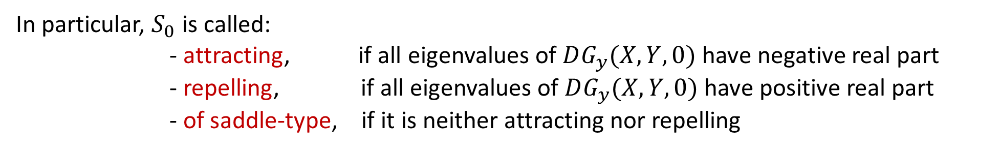 In particular, S₀ is called:
- attracting, if all eigenvalues of DG_y(X, Y, 0) have negative real part
- repelling, if all eigenvalues of DG_y(X, Y, 0) have positive real part
- of saddle-type, if it is neither attracting nor repelling